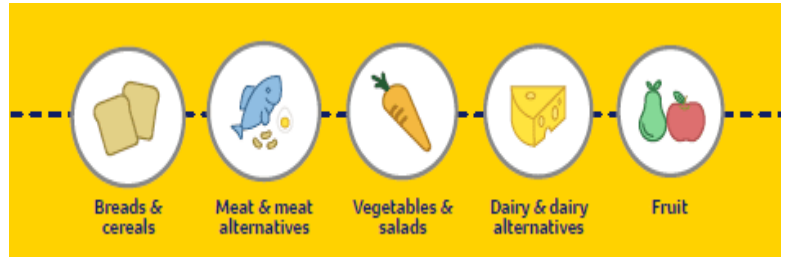 Breads &
cereals
Meat & meat
alternatives
Vegetables &
salads
Dairy & dairy
alternatives
Fruit